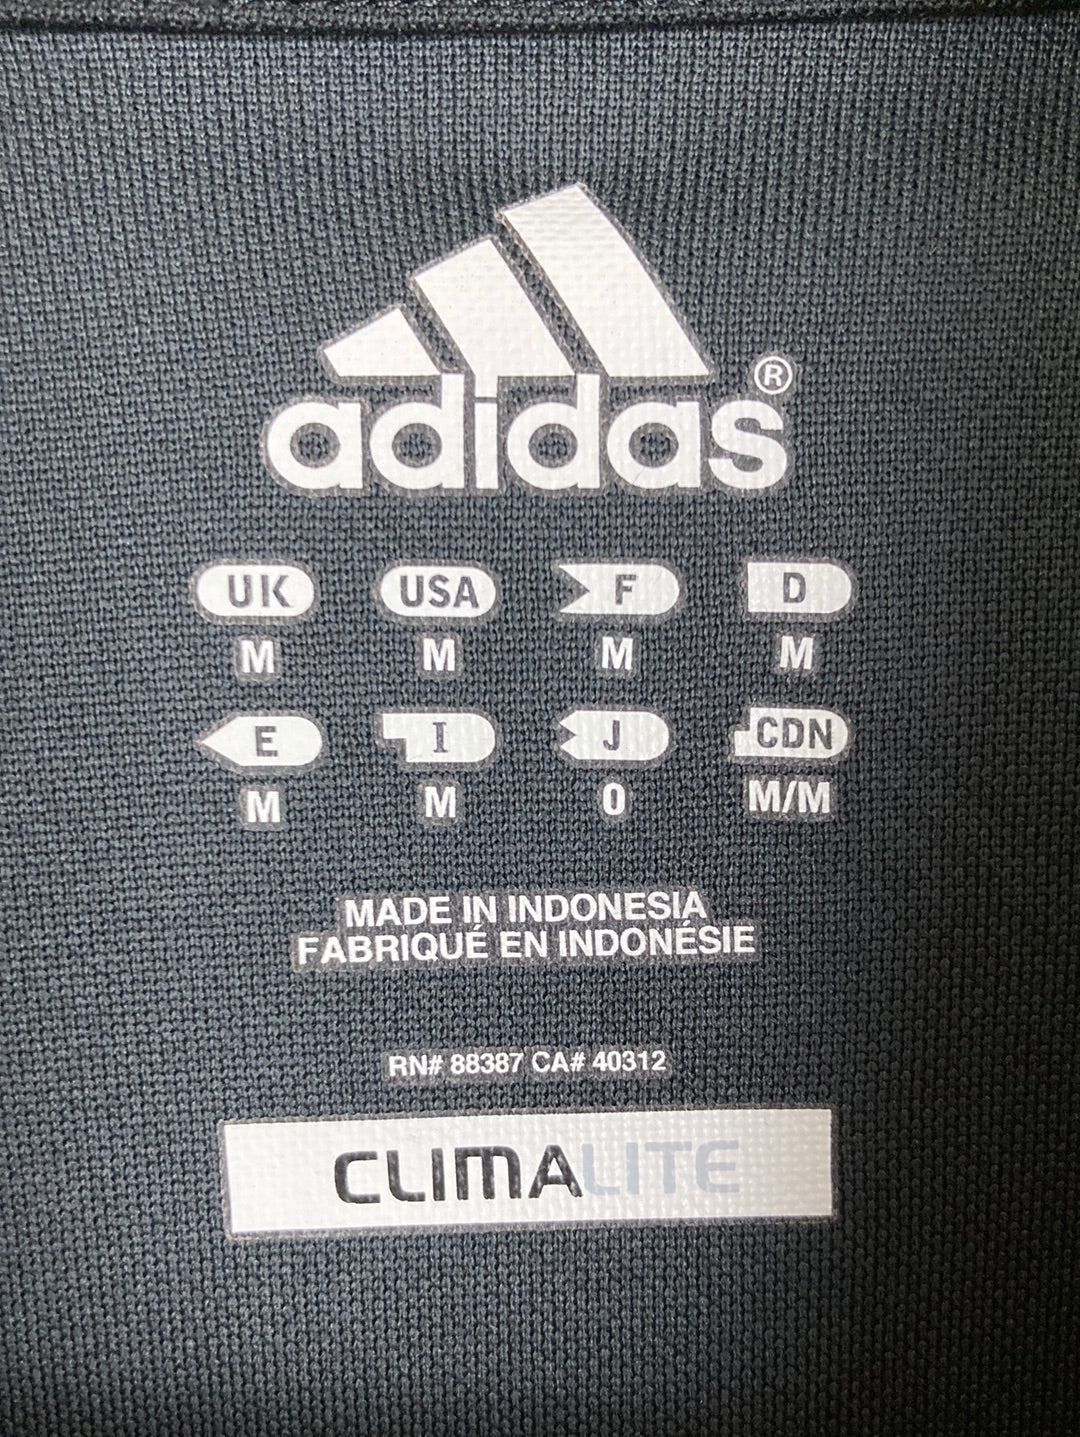 adidas®
UK USA F D
M M M M
E I J CDN
M M O M/M
MADE IN INDONESIA
FABRIQUÉ EN INDONÉSIE
RN# 88387 CA# 40312
CLIMALITE